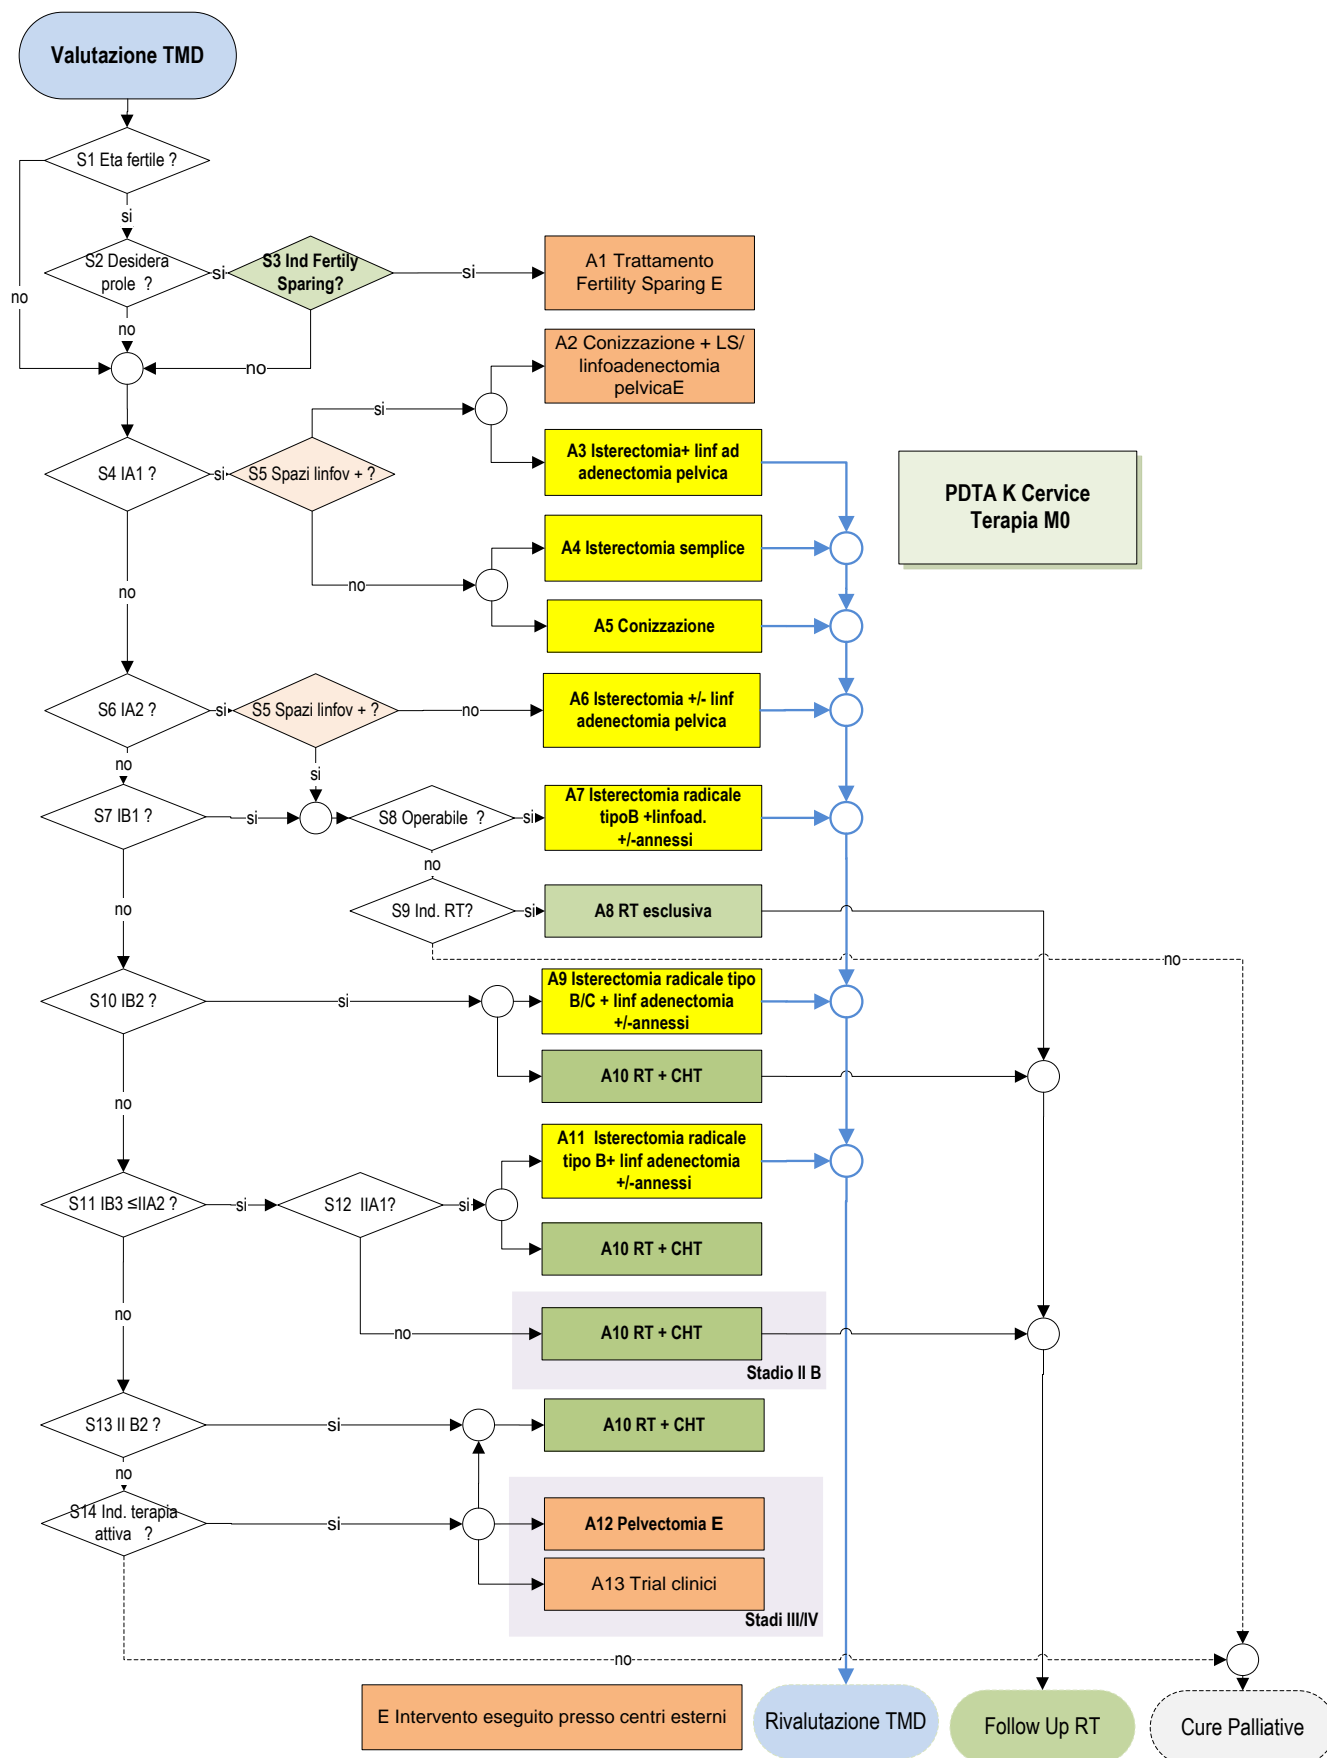 Valutazione TMD
S1 Eta fertile ?
si
S2 Desidera
prole ?
si
S3 Ind Fertily
Sparing?
si
A1 Trattamento
Fertility Sparing E
no
no
no
A2 Conizzazione + LS/
linfoadenectomia
pelvicaE
si
S4 IA1 ?
si
S5 Spazi linfov + ?
A3 Isterectomia+ linf ad
adenectomia pelvica
PDTA K Cervice
Terapia M0
A4 Isterectomia semplice
no
no
A5 Conizzazione
S6 IA2 ?
si
S5 Spazi linfov + ?
no
A6 Isterectomia +/- linf
adenectomia pelvica
no
si
S7 IB1 ?
si
S8 Operabile ?
si
A7 Isterectomia radicale
tipoB +linfoad.
+/-annessi
no
no
S9 Ind. RT?
si
A8 RT esclusiva
no
S10 IB2 ?
si
A9 Isterectomia radicale tipo
B/C + linf adenectomia
+/-annessi
A10 RT + CHT
no
A11 Isterectomia radicale
tipo B+ linf adenectomia
+/-annessi
S11 IB3 ≤IIA2 ?
si
S12 IIA1?
si
A10 RT + CHT
no
no
A10 RT + CHT
Stadio II B
S13 II B2 ?
si
A10 RT + CHT
no
S14 Ind. terapia
attiva ?
si
A12 Pelvectomia E
A13 Trial clinici
Stadi III/IV
no
E Intervento eseguito presso centri esterni
Rivalutazione TMD
Follow Up RT
Cure Palliative